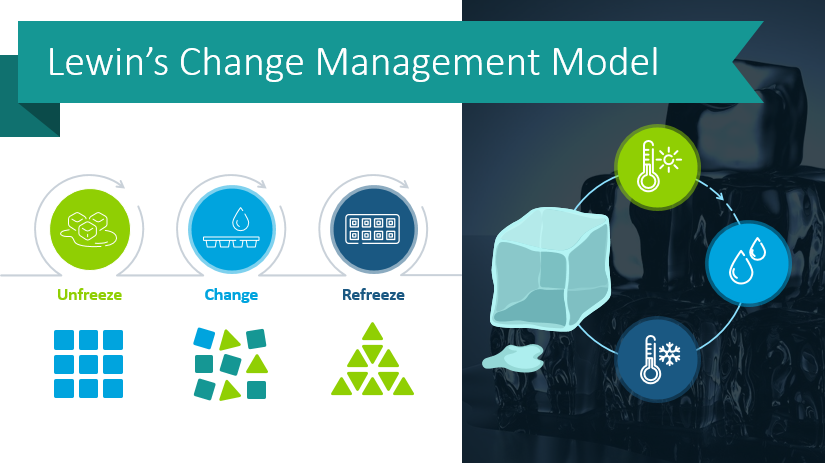 Lewin’s Change Management Model
Unfreeze
Change
Refreeze